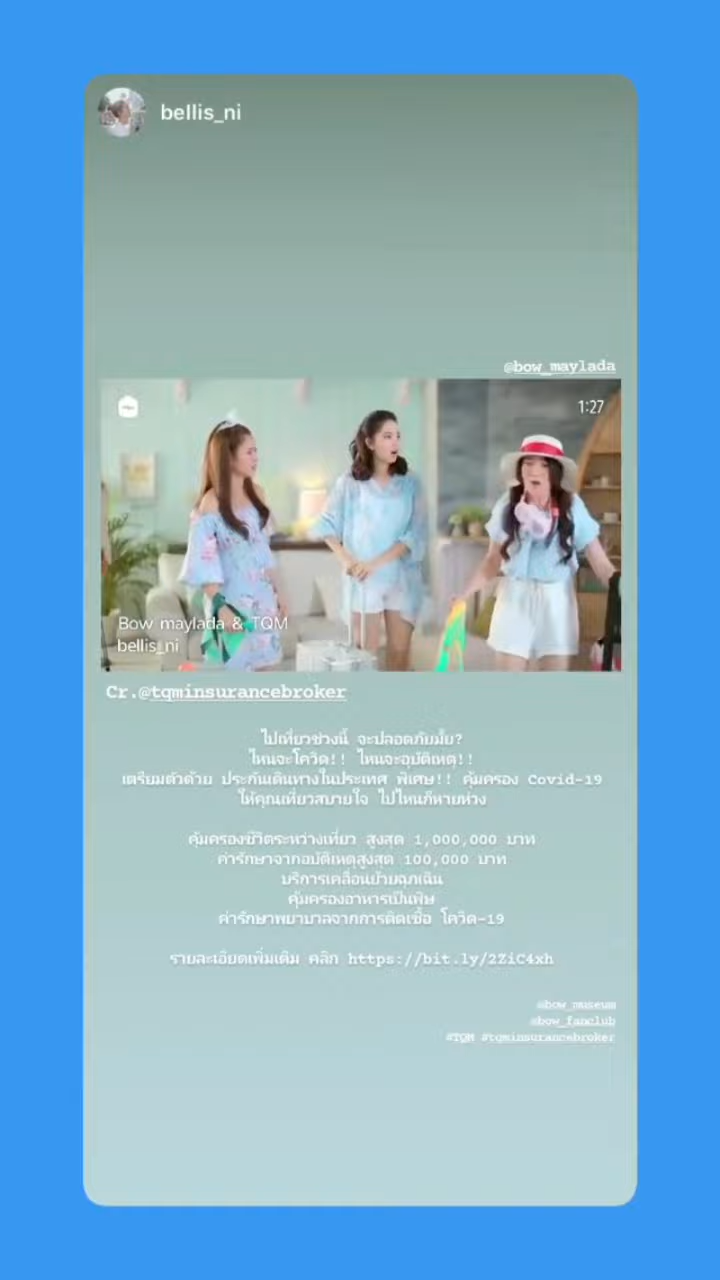 bellis_ni
@bow_maylada
1:27
Bow maylada & TQM
bellis_ni
Cr.@tqminsurancebroker
ไปเที่ยวช่วงนี้ จะปลอดภัยมั้ย?
ไหนจะโควิด!! ไหนจะอุบัติเหตุ!!
เตรียมตัวด้วย ประกันเดินทางในประเทศ พิเศษ!! คุ้มครอง Covid-19
ให้คุณเที่ยวสบายใจ ไปไหนก็หายห่วง
คุ้มครองชีวิตระหว่างเที่ยว สูงสุด 1,000,000 บาท
ค่ารักษาจากอุบัติเหตุสูงสุด 100,000 บาท
บริการเคลื่อนย้ายฉุกเฉิน
คุ้มครองอาหารเป็นพิษ
ค่ารักษาพยาบาลจากการติดเชื้อ โควิด-19
รายละเอียดเพิ่มเติม คลิก https://bit.ly/2ZiC4xh
@bow_museum
@bow_fanclub
#TQM #tqminsurancebroker